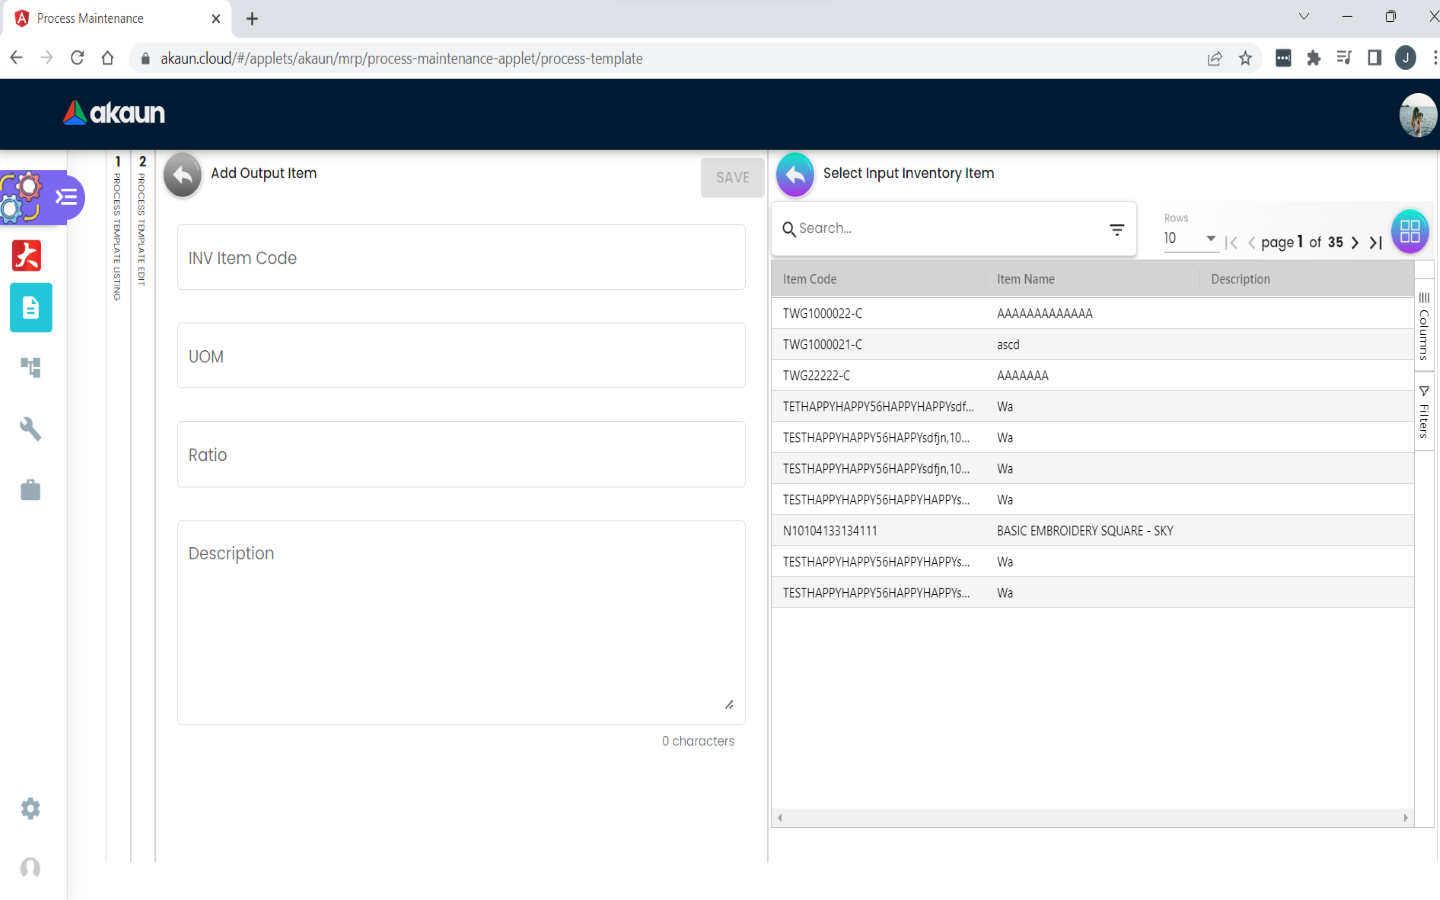 Process Maintenance
akaun.cloud/#/applets/akaun/mrp/process-maintenance-applet/process-template
J
akaun
1 PROCESS TEMPLATE LISTING
2 PROCESS TEMPLATE EDIT
Add Output Item
SAVE
INV Item Code
UOM
Ratio
Description
0 characters
Select Input Inventory Item
Search...
Rows
10
page 1 of 35
Item Code Item Name Description
TWG1000022-C AAAAAAAAAAAAA
TWG1000021-C ascd
TWG22222-C AAAAAAA
TETHAPPYHAPPY56HAPPYHAPPYsdf... Wa
TESTHAPPYHAPPY56HAPPYsdfjn,10... Wa
TESTHAPPYHAPPY56HAPPYsdfjn,10... Wa
TESTHAPPYHAPPY56HAPPYHAPPYs... Wa
N10104133134111 BASIC EMBROIDERY SQUARE - SKY
TESTHAPPYHAPPY56HAPPYHAPPYs... Wa
TESTHAPPYHAPPY56HAPPYHAPPYs... Wa
Columns
Filters